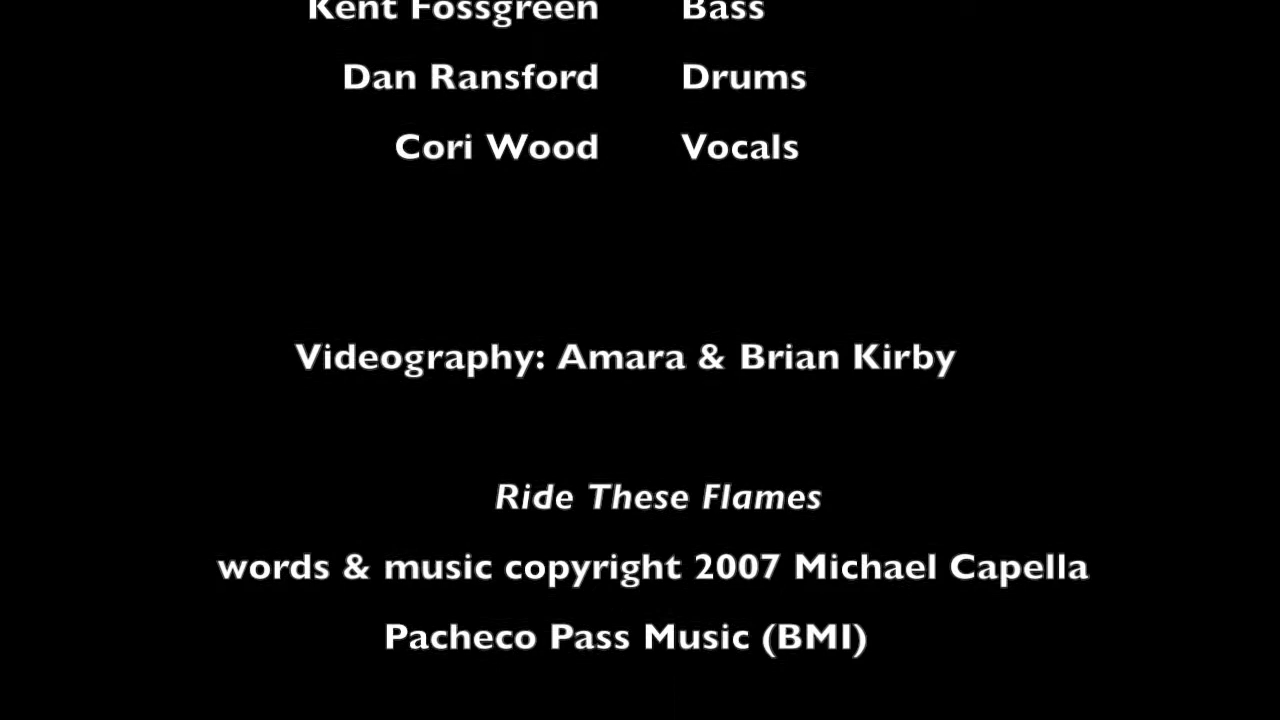 Kent Fossgreen Bass
Dan Ransford Drums
Cori Wood Vocals
Videography: Amara & Brian Kirby
Ride These Flames
words & music copyright 2007 Michael Capella
Pacheco Pass Music (BMI)